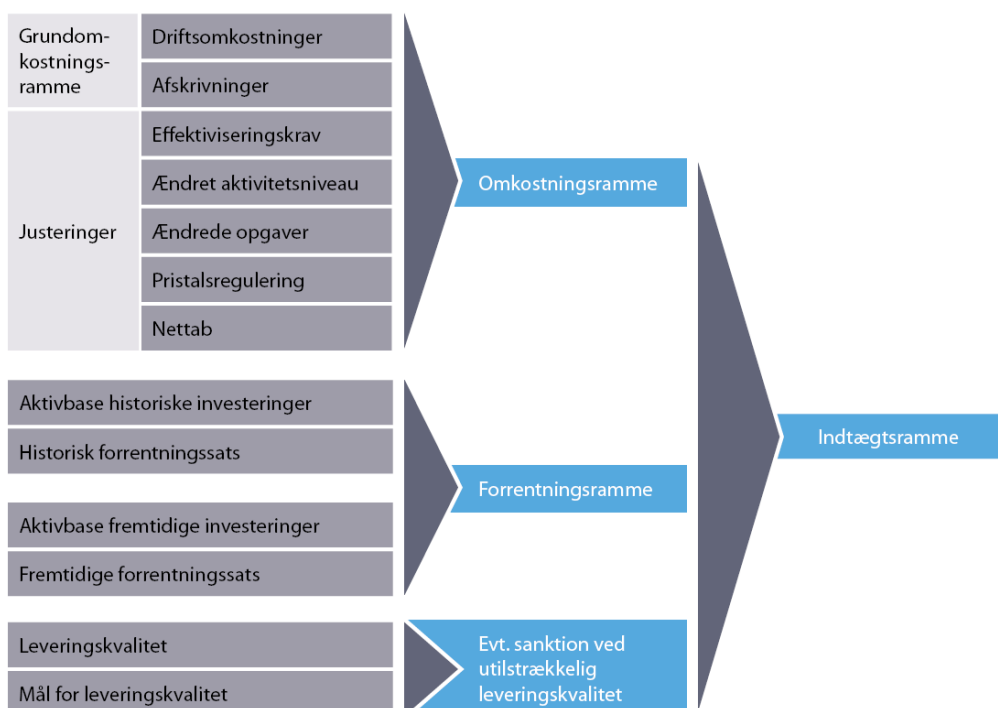 Grundom-
kostnings-
ramme
Driftsomkostninger
Afskrivninger
Justeringer
Effektiviseringskrav
Ændret aktivitetsniveau
Ændrede opgaver
Pristalsregulering
Nettab
Omkostningsramme
Aktivbase historiske investeringer
Historisk forrentningssats
Aktivbase fremtidige investeringer
Fremtidige forrentningssats
Forrentningsramme
Leveringskvalitet
Mål for leveringskvalitet
Evt. sanktion ved
utilstrækkelig
leveringskvalitet
Indtægtsramme